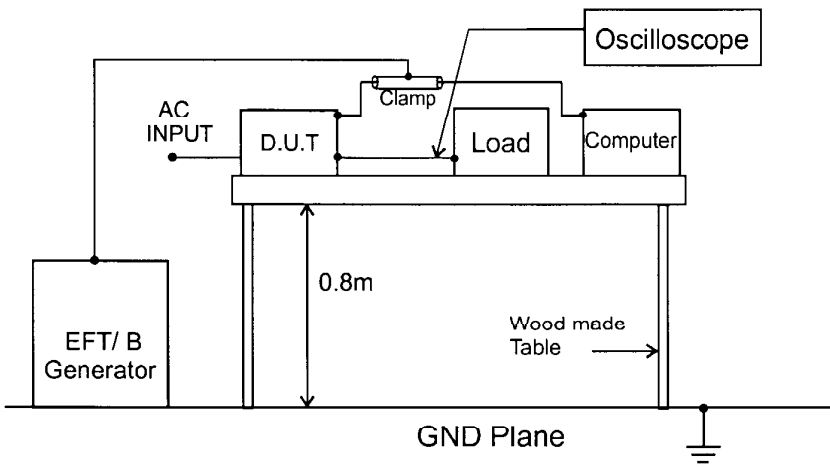 Oscilloscope
Clamp
AC
INPUT
D.U.T
Load
Computer
0.8m
EFT/ B
Generator
Wood made
Table
GND Plane